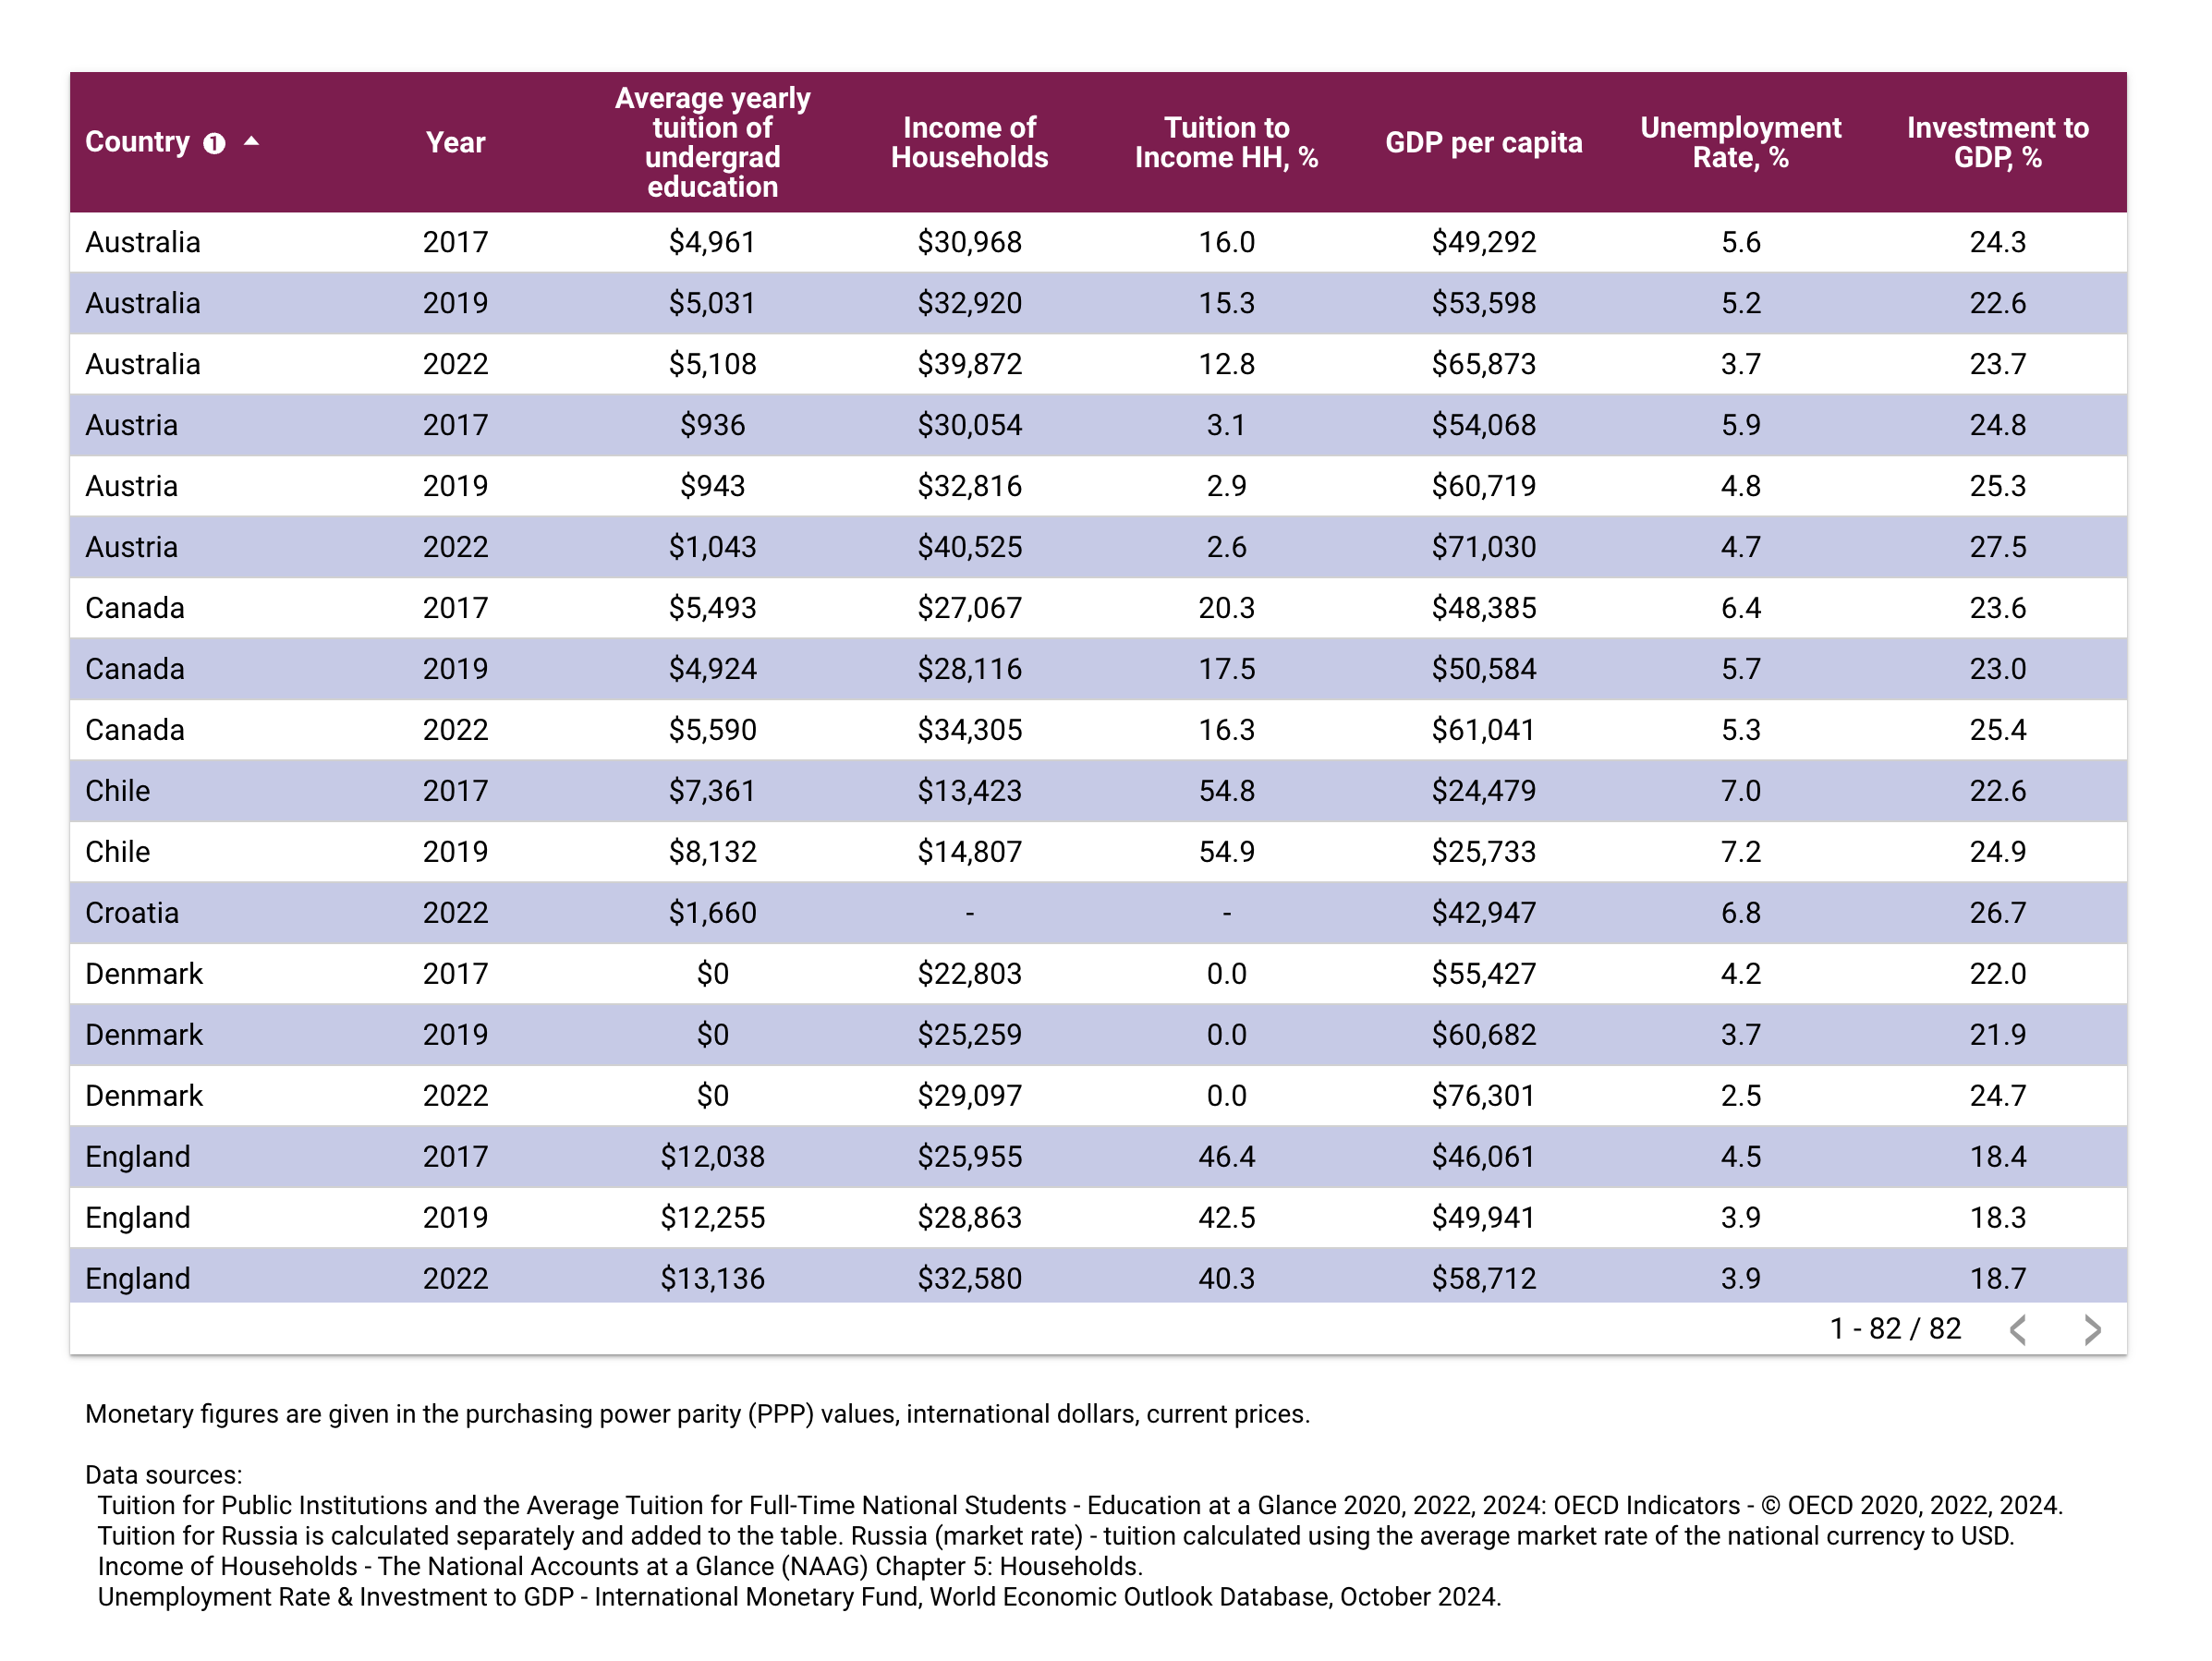 Country 1 Year Average yearly tuition of undergrad education Income of Households Tuition to Income HH, % GDP per capita Unemployment Rate, % Investment to GDP, %
Australia 2017 $4,961 $30,968 16.0 $49,292 5.6 24.3
Australia 2019 $5,031 $32,920 15.3 $53,598 5.2 22.6
Australia 2022 $5,108 $39,872 12.8 $65,873 3.7 23.7
Austria 2017 $936 $30,054 3.1 $54,068 5.9 24.8
Austria 2019 $943 $32,816 2.9 $60,719 4.8 25.3
Austria 2022 $1,043 $40,525 2.6 $71,030 4.7 27.5
Canada 2017 $5,493 $27,067 20.3 $48,385 6.4 23.6
Canada 2019 $4,924 $28,116 17.5 $50,584 5.7 23.0
Canada 2022 $5,590 $34,305 16.3 $61,041 5.3 25.4
Chile 2017 $7,361 $13,423 54.8 $24,479 7.0 22.6
Chile 2019 $8,132 $14,807 54.9 $25,733 7.2 24.9
Croatia 2022 $1,660 - - $42,947 6.8 26.7
Denmark 2017 $0 $22,803 0.0 $55,427 4.2 22.0
Denmark 2019 $0 $25,259 0.0 $60,682 3.7 21.9
Denmark 2022 $0 $29,097 0.0 $76,301 2.5 24.7
England 2017 $12,038 $25,955 46.4 $46,061 4.5 18.4
England 2019 $12,255 $28,863 42.5 $49,941 3.9 18.3
England 2022 $13,136 $32,580 40.3 $58,712 3.9 18.7
1 - 82 / 82
Monetary figures are given in the purchasing power parity (PPP) values, international dollars, current prices.
Data sources:
Tuition for Public Institutions and the Average Tuition for Full-Time National Students - Education at a Glance 2020, 2022, 2024: OECD Indicators - © OECD 2020, 2022, 2024.
Tuition for Russia is calculated separately and added to the table. Russia (market rate) - tuition calculated using the average market rate of the national currency to USD.
Income of Households - The National Accounts at a Glance (NAAG) Chapter 5: Households.
Unemployment Rate & Investment to GDP - International Monetary Fund, World Economic Outlook Database, October 2024.